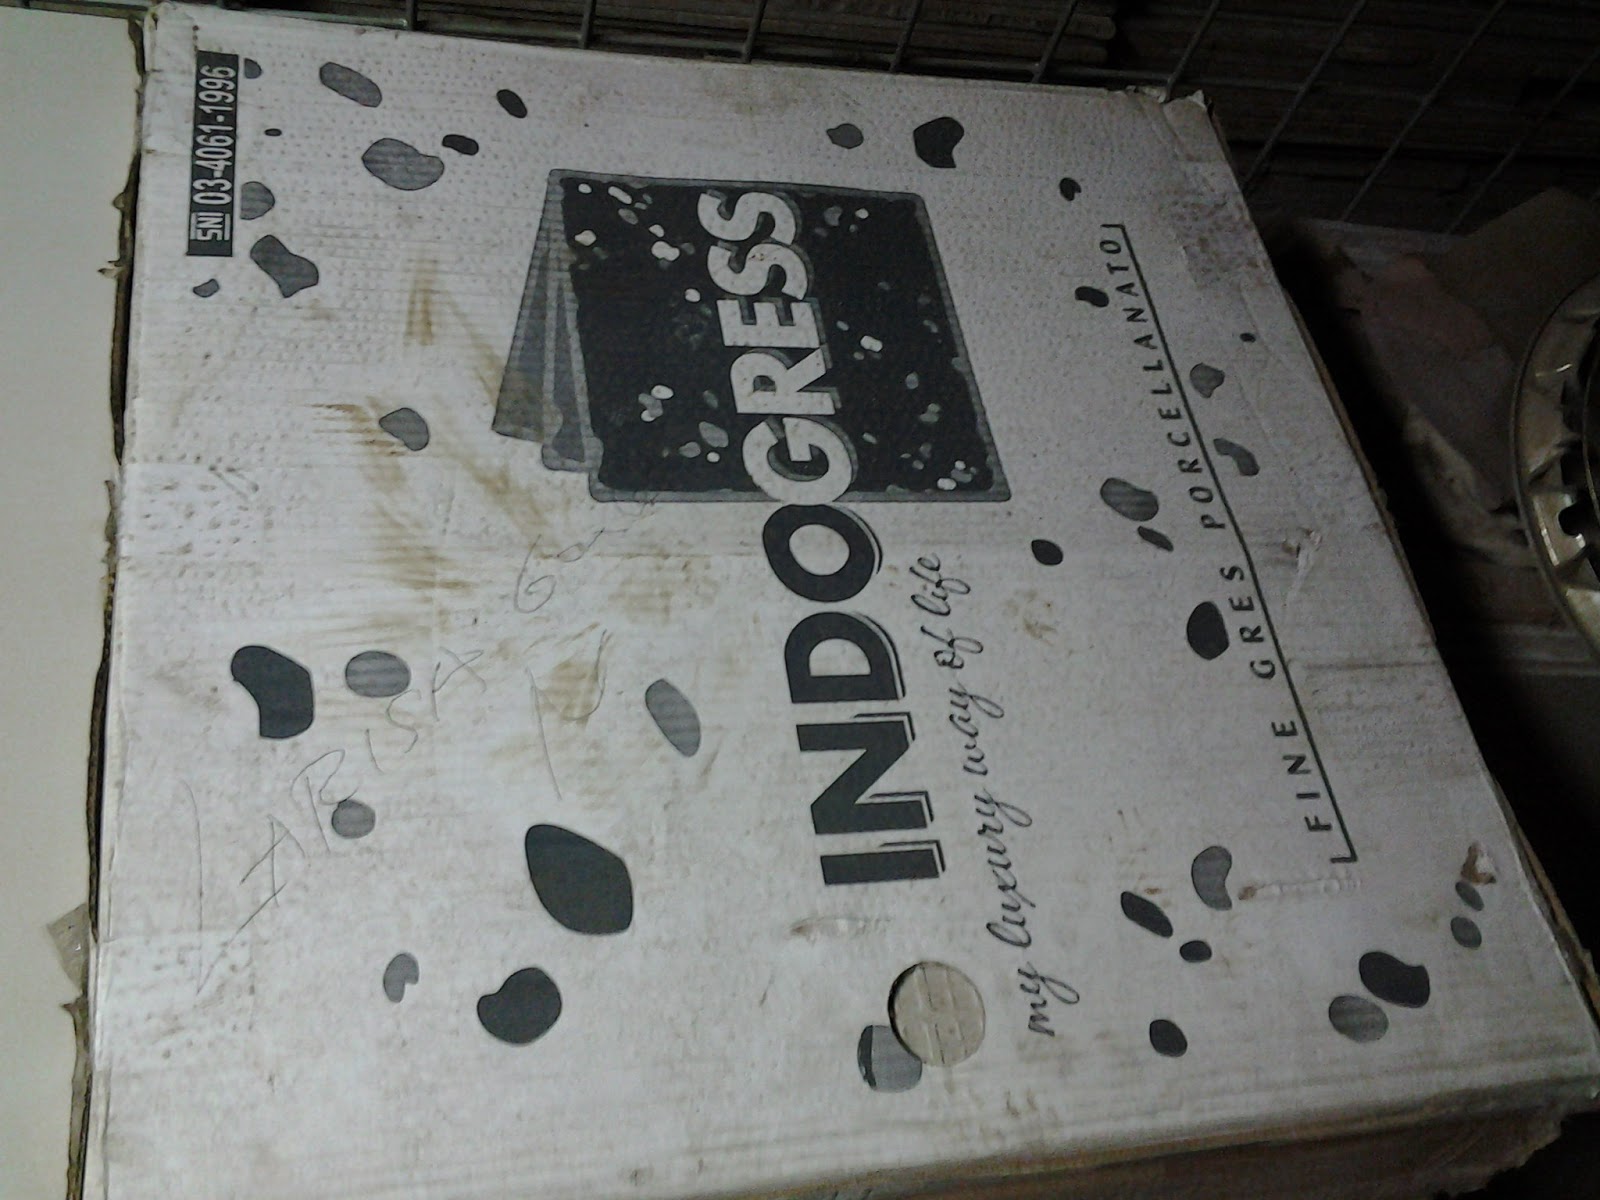 SNI 03-4061-1996
INDOGRESS
my luxury way of life
FINE GRES PORCELLANATO